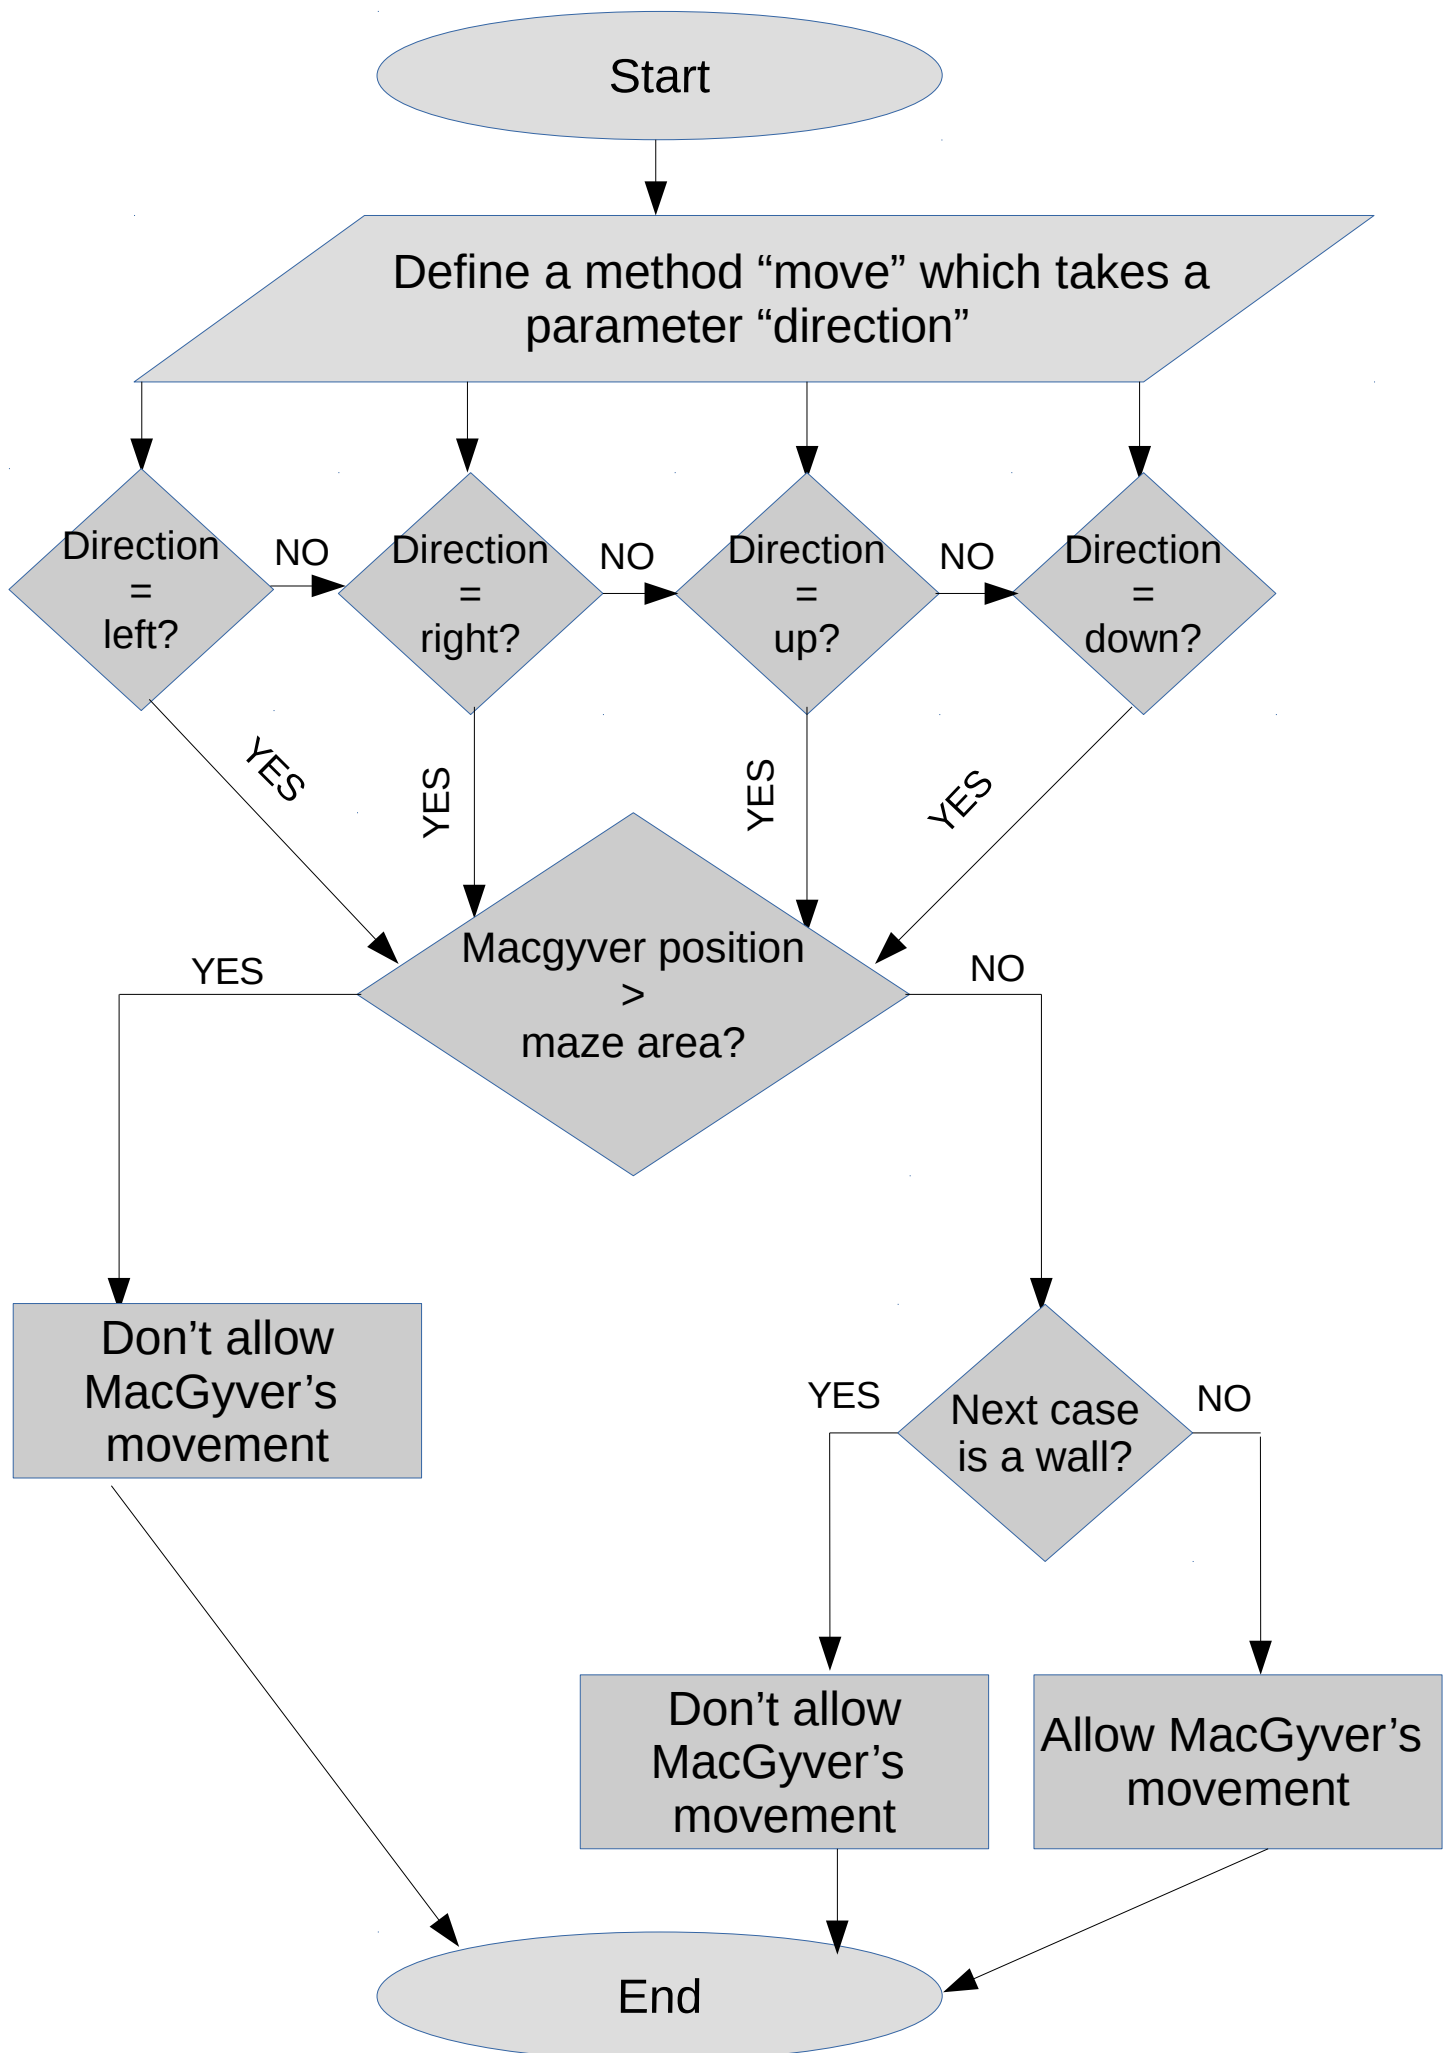 Start
Define a method “move” which takes a
parameter “direction”
Direction
=
left?
NO
Direction
=
right?
NO
Direction
=
up?
NO
Direction
=
down?
YES
YES
YES
YES
Macgyver position
>
maze area?
YES
NO
Don’t allow
MacGyver’s
movement
YES
Next case
is a wall?
NO
Don’t allow
MacGyver’s
movement
Allow MacGyver’s
movement
End